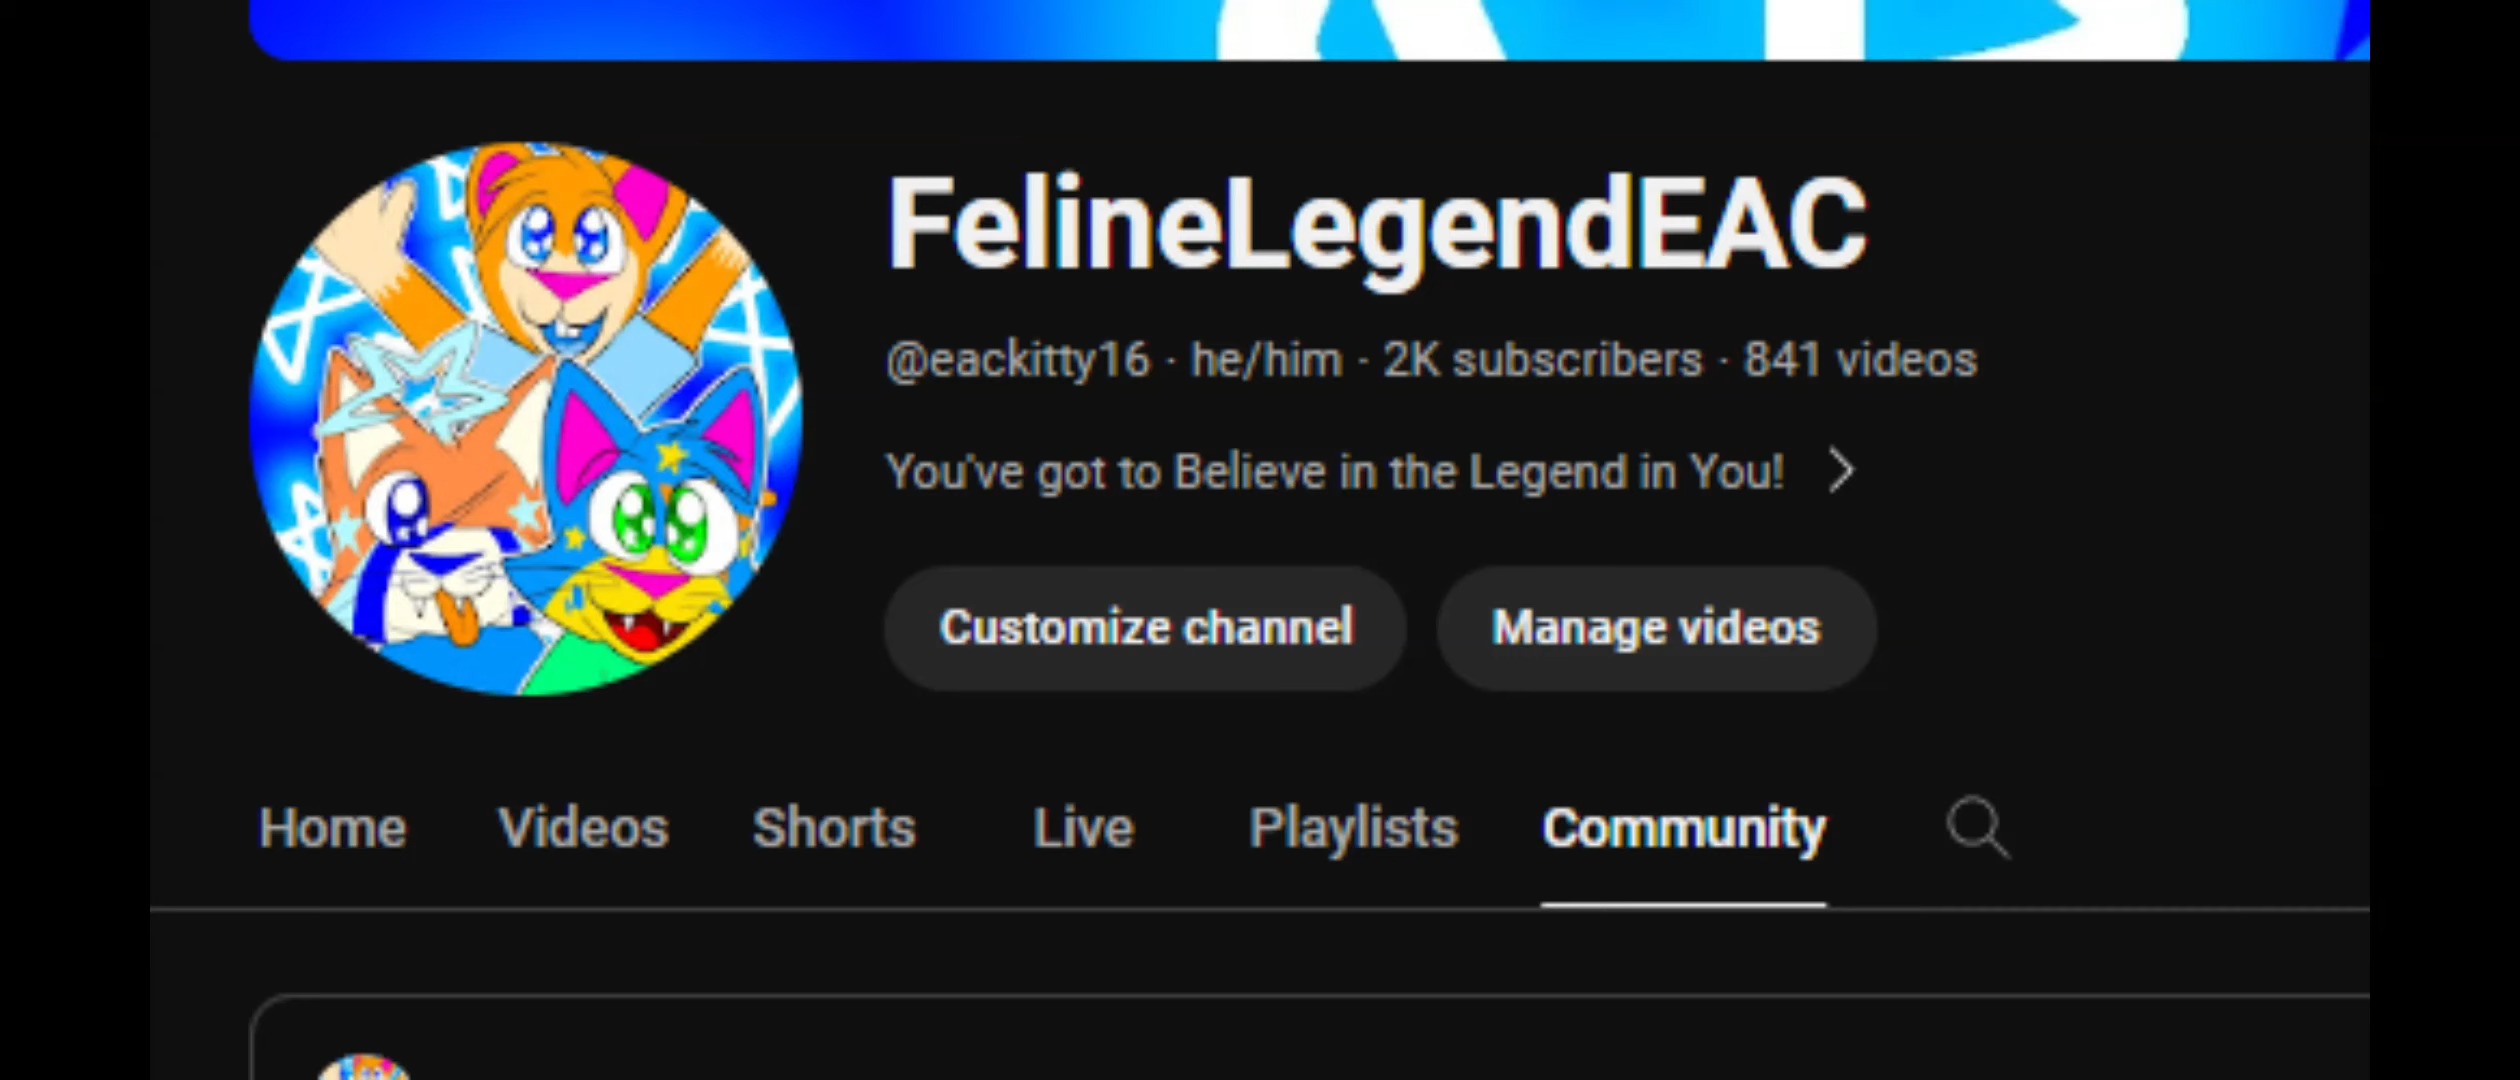 FelineLegendEAC
@eackitty16 · he/him · 2K subscribers · 841 videos
You've got to Believe in the Legend in You!
Customize channel
Manage videos
Home
Videos
Shorts
Live
Playlists
Community